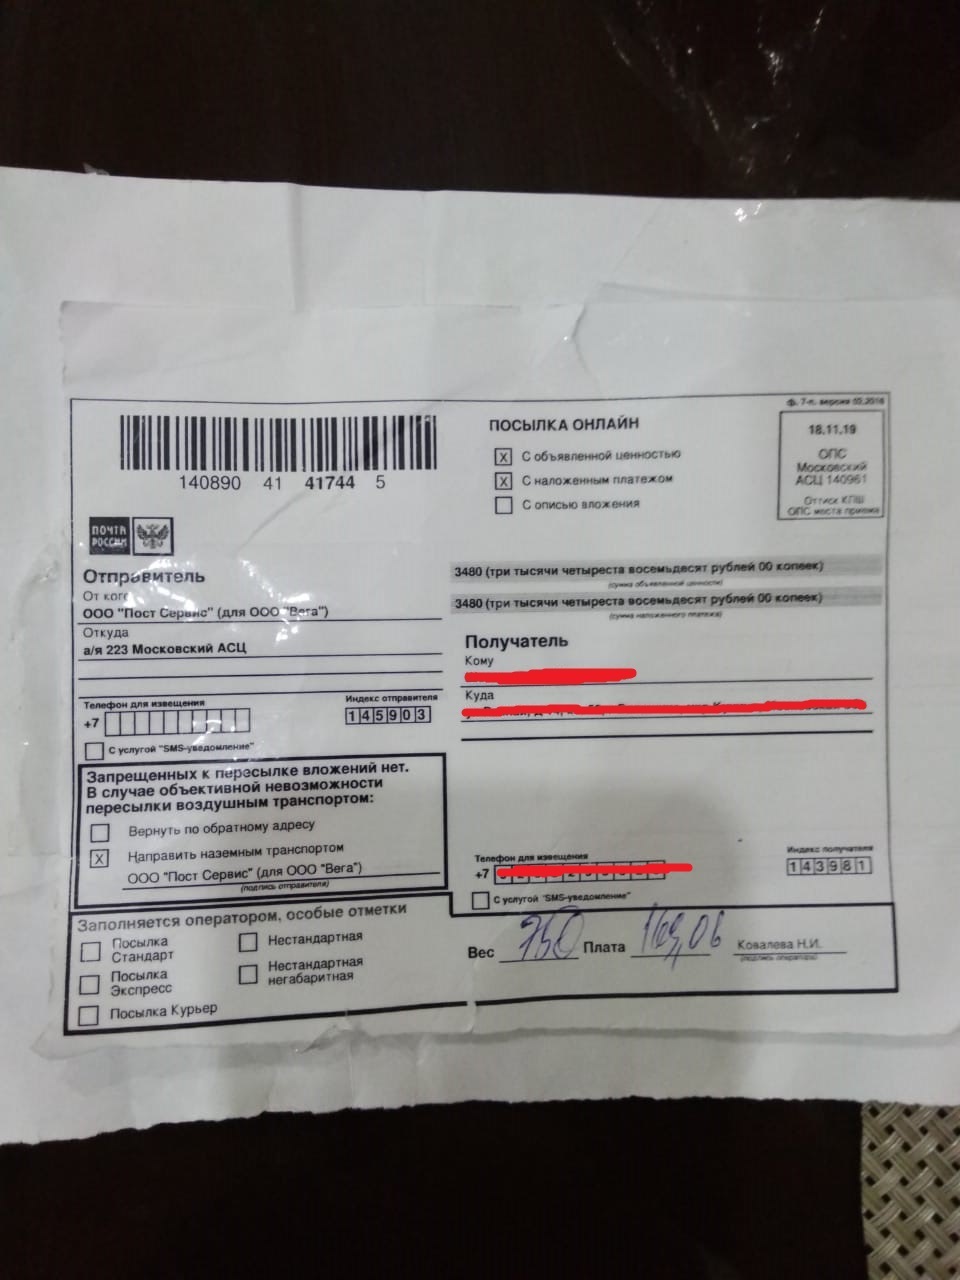 ф. 7-п. версия 02.2016
140890 41 41744 5
ПОСЫЛКА ОНЛАЙН
X С объявленной ценностью
X С наложенным платежом
С описью вложения
18.11.19
ОПС
Московский
АСЦ 140961
Оттиск КПШ
ОПС места приема
ПОЧТА
РОССИИ
Отправитель
От кого
ООО "Пост Сервис" (для ООО "Вега")
Откуда
а/я 223 Московский АСЦ
Телефон для извещения
+7
Индекс отправителя
145903
С услугой "SMS-уведомление"
3480 (три тысячи четыреста восемьдесят рублей 00 копеек)
(сумма объявленной ценности)
3480 (три тысячи четыреста восемьдесят рублей 00 копеек)
(сумма наложенного платежа)
Получатель
Кому
Куда
Запрещенных к пересылке вложений нет.
В случае объективной невозможности
пересылки воздушным транспортом:
Вернуть по обратному адресу
X Направить наземным транспортом
ООО "Пост Сервис" (для ООО "Вега")
(подпись отправителя)
Телефон для извещения
+7
Индекс получателя
143981
С услугой "SMS-уведомление"
Заполняется оператором, особые отметки
Посылка
Стандарт
Посылка
Экспресс
Посылка Курьер
Нестандартная
Нестандартная
негабаритная
Вес 750 Плата
Ковалева Н.И.
(подпись оператора)